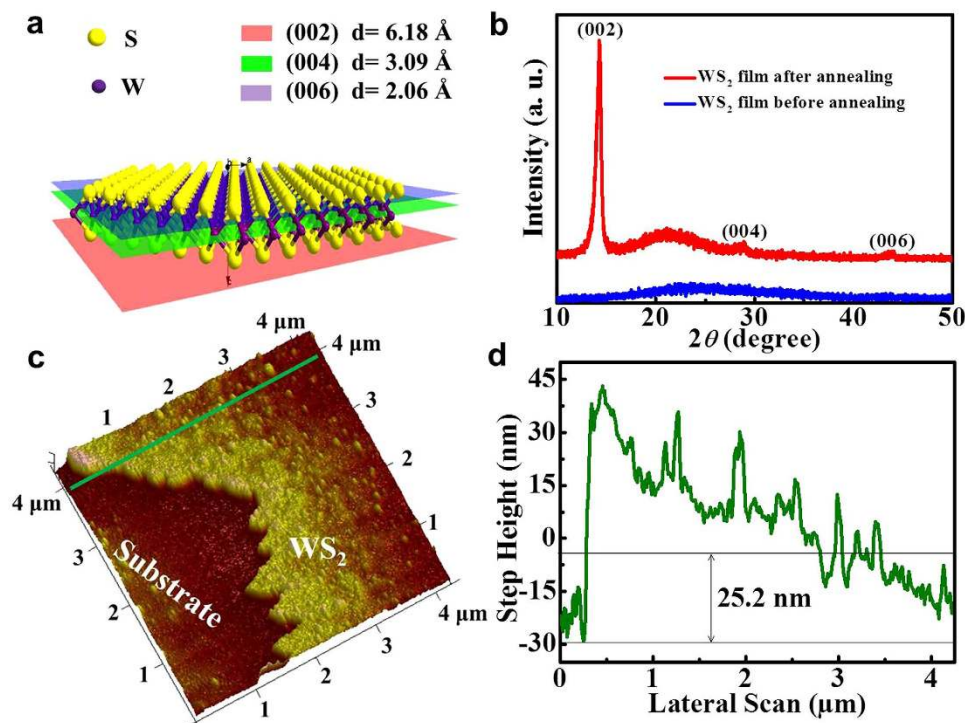 a
S
W
(002) d= 6.18 Å
(004) d= 3.09 Å
(006) d= 2.06 Å
a
b
(002)
WS2 film after annealing
WS2 film before annealing
(004)
(006)
Intensity (a. u.)
10 20 30 40 50
2θ (degree)
c
4 µm
3
2
1
4 µm
3
2
1
4 µm
3
2
1
1
2
3
4 µm
Substrate
WS2
d
45
30
15
0
-15
-30
Step Height (nm)
25.2 nm
0 1 2 3 4
Lateral Scan (µm)